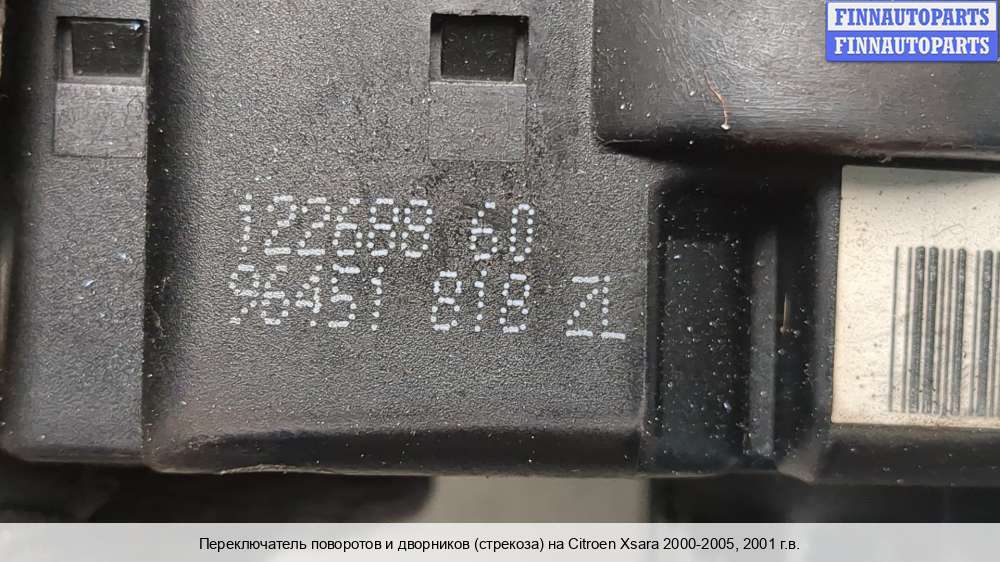 FINNAUTOPARTS
FINNAUTOPARTS
122688 60
96451 818 ZL
Переключатель поворотов и дворников (стрекоза) на Citroen Xsara 2000-2005, 2001 г.в.